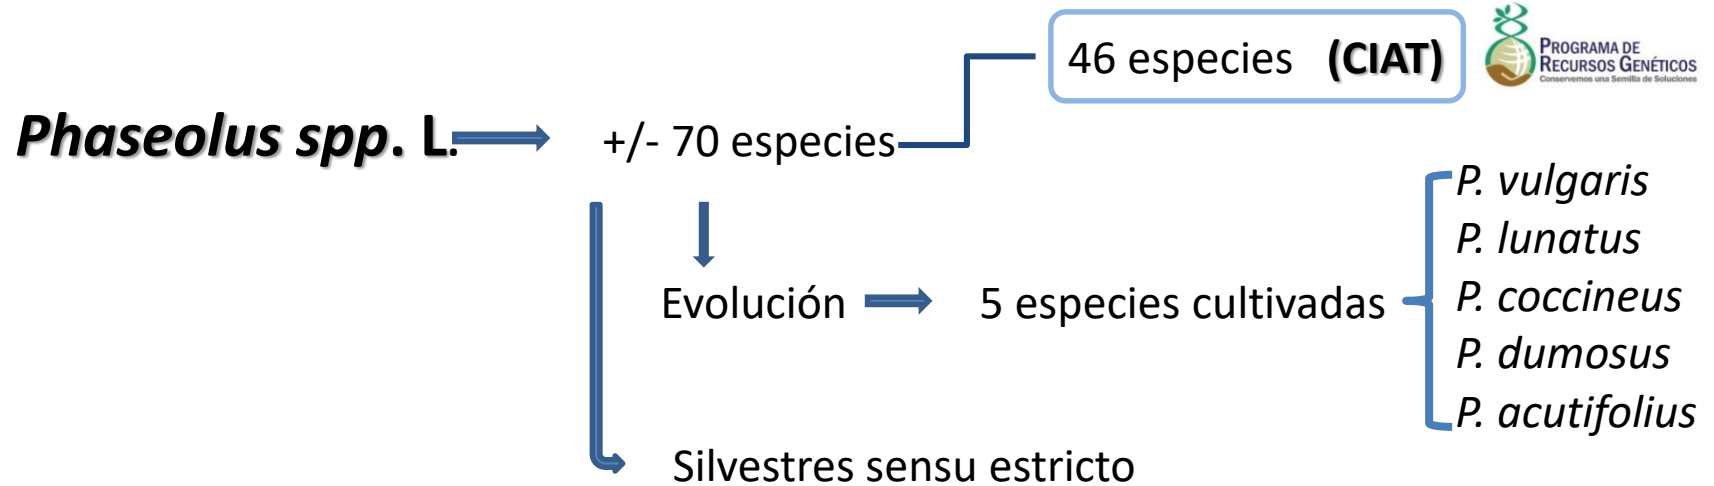 46 especies (CIAT)
PROGRAMA DE
RECURSOS GENÉTICOS
Conservemos una Semilla de Soluciones
Phaseolus spp. L.
+/- 70 especies
P. vulgaris
P. lunatus
Evolución
5 especies cultivadas
P. coccineus
P. dumosus
P. acutifolius
Silvestres sensu estricto